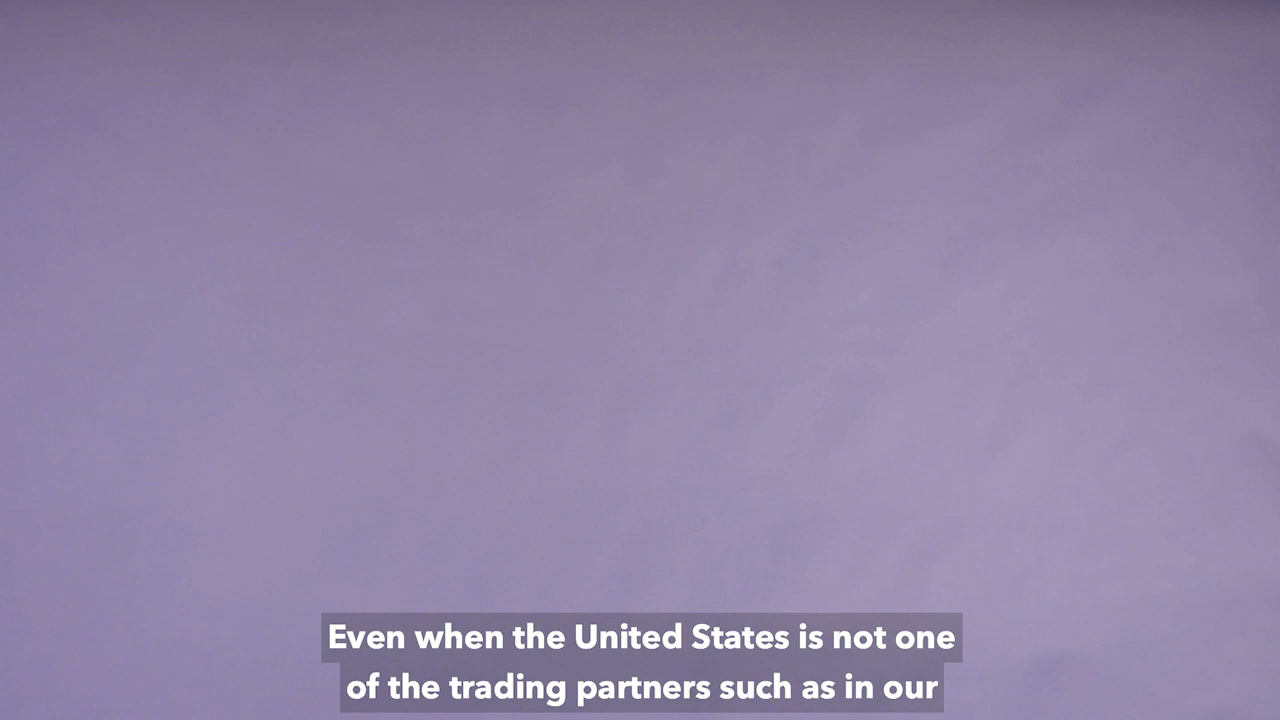 Even when the United States is not one
of the trading partners such as in our